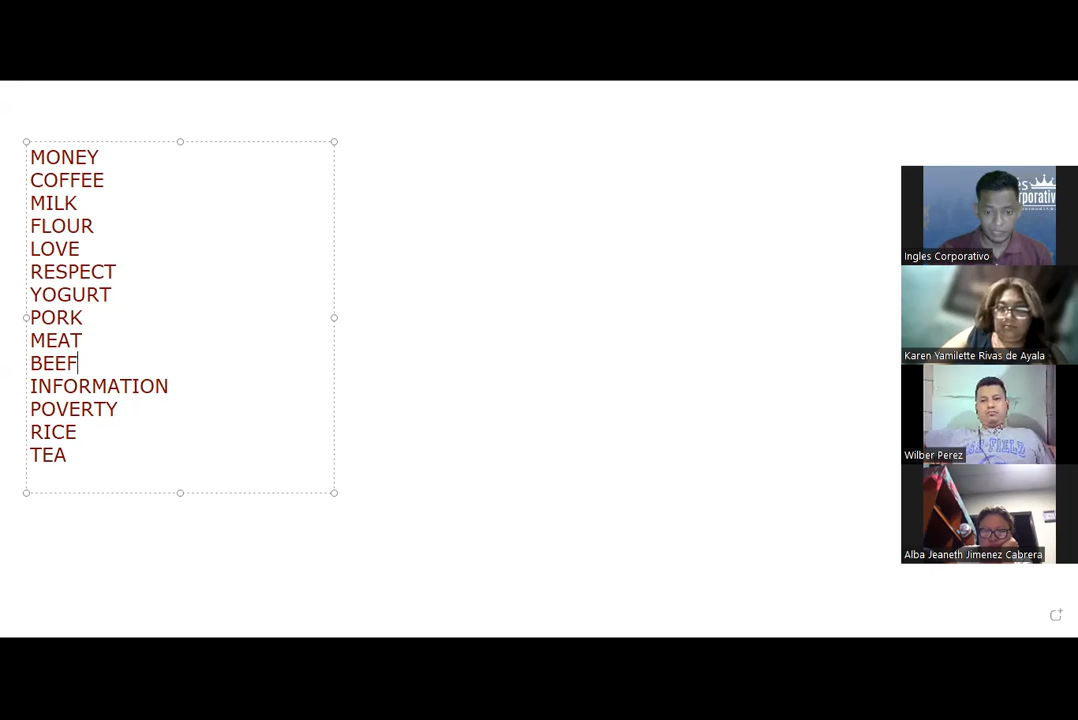 MONEY
COFFEE
MILK
FLOUR
LOVE
RESPECT
YOGURT
PORK
MEAT
BEEF
INFORMATION
POVERTY
RICE
TEA
Ingles Corporativo
Karen Yamilette Rivas de Ayala
Wilber Perez
Alba Jeaneth Jimenez Cabrera